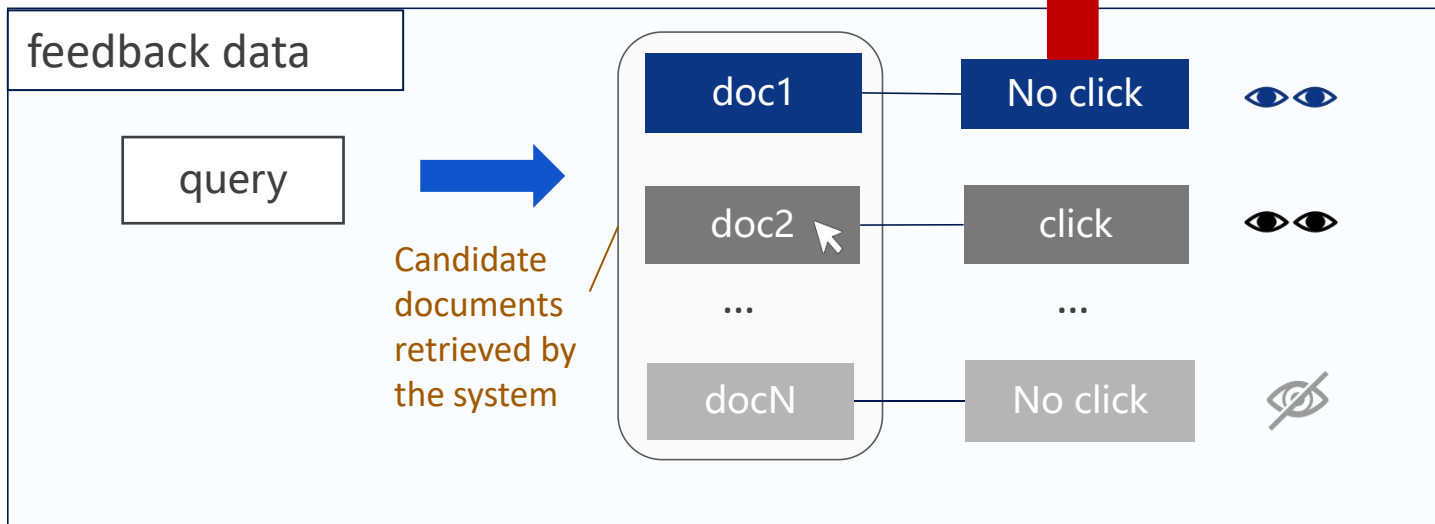 feedback data
doc1
No click
query
doc2
click
Candidate
documents
retrieved by
the system
...
...
docN
No click